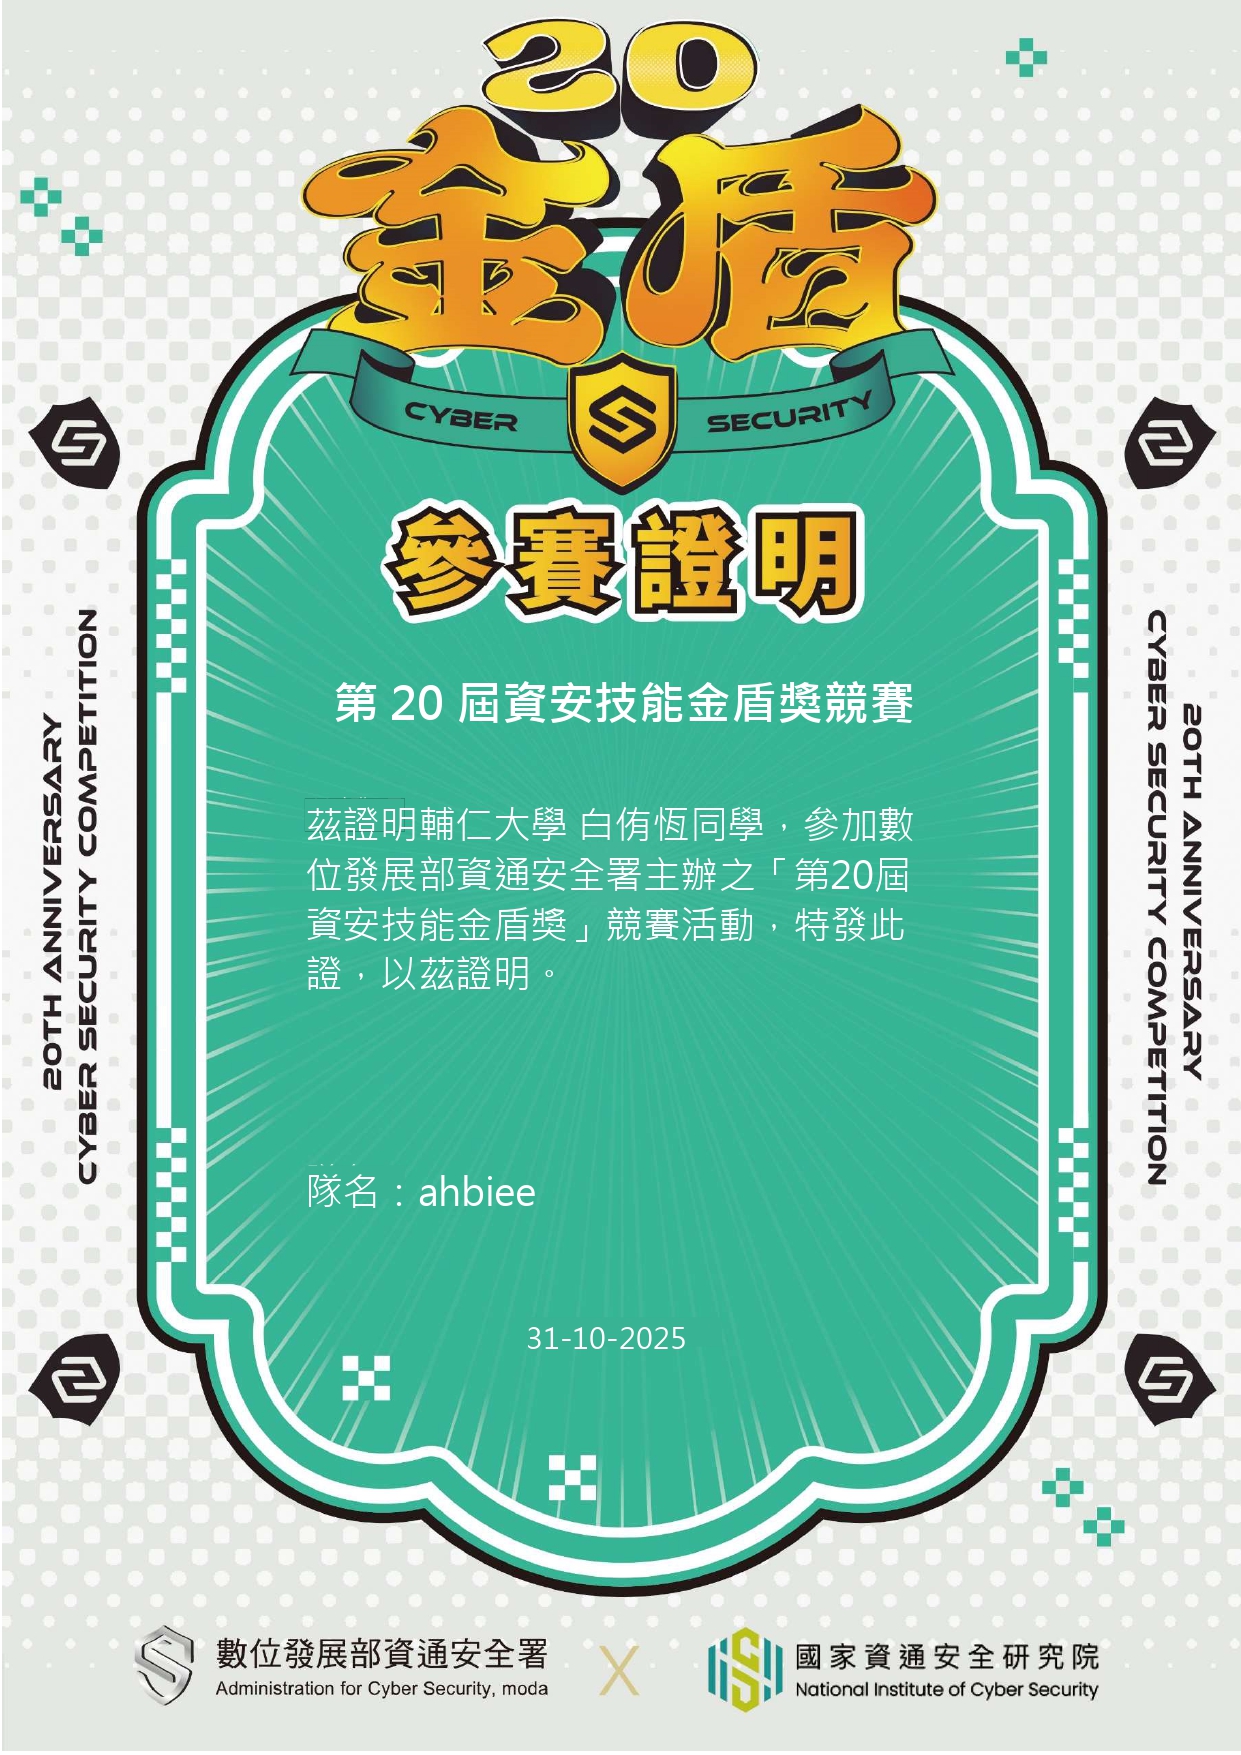 20
金盾
CYBER SECURITY
參賽證明
第 20 屆資安技能金盾獎競賽
茲證明輔仁大學 白侑恆同學，參加數
位發展部資通安全署主辦之「第20屆
資安技能金盾獎」競賽活動，特發此
證，以茲證明。
隊名：ahbiee
31-10-2025
20TH ANNIVERSARY
CYBER SECURITY COMPETITION
20TH ANNIVERSARY
CYBER SECURITY COMPETITION
數位發展部資通安全署
Administration for Cyber Security, moda
X
國家資通安全研究院
National Institute of Cyber Security